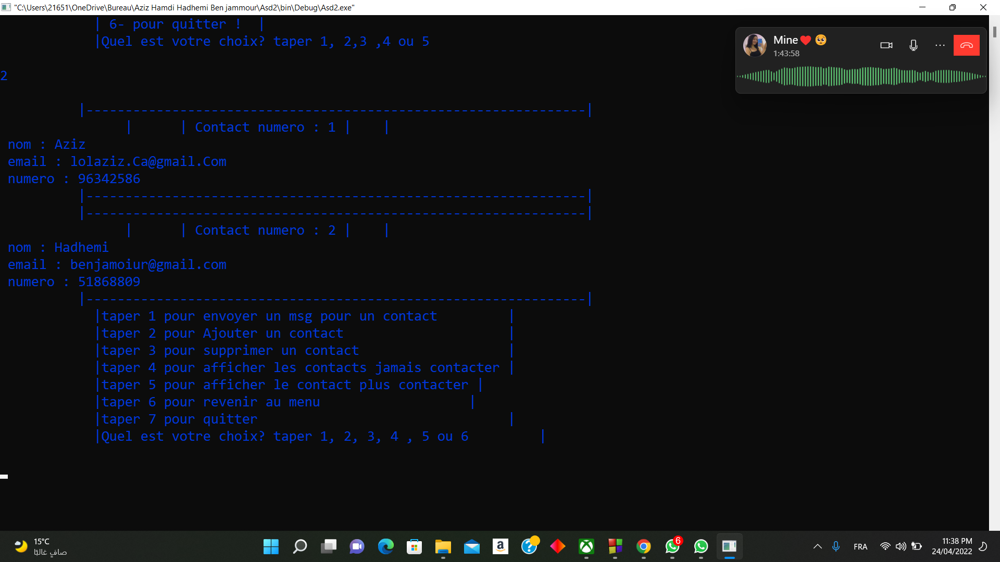 "C:\Users\21651\OneDrive\Bureau\Aziz Hamdi Hadhemi Ben jammour\Asd2\bin\Debug\Asd2.exe"
| 6- pour quitter ! |
|Quel est votre choix? taper 1, 2,3 ,4 ou 5
Mine❤️ 🥺
1:43:58
2
|----------------------------------------------------------------|
| | Contact numero : 1 | |
nom : Aziz
email : lolaziz.Ca@gmail.Com
numero : 96342586
|----------------------------------------------------------------|
|----------------------------------------------------------------|
| | Contact numero : 2 | |
nom : Hadhemi
email : benjamoiur@gmail.com
numero : 51868809
|----------------------------------------------------------------|
|taper 1 pour envoyer un msg pour un contact |
|taper 2 pour Ajouter un contact |
|taper 3 pour supprimer un contact |
|taper 4 pour afficher les contacts jamais contacter |
|taper 5 pour afficher le contact plus contacter |
|taper 6 pour revenir au menu |
|taper 7 pour quitter |
|Quel est votre choix? taper 1, 2, 3, 4 , 5 ou 6 |
15°C
صافٍ غالبًا
a
?
6
FRA
11:38 PM
24/04/2022